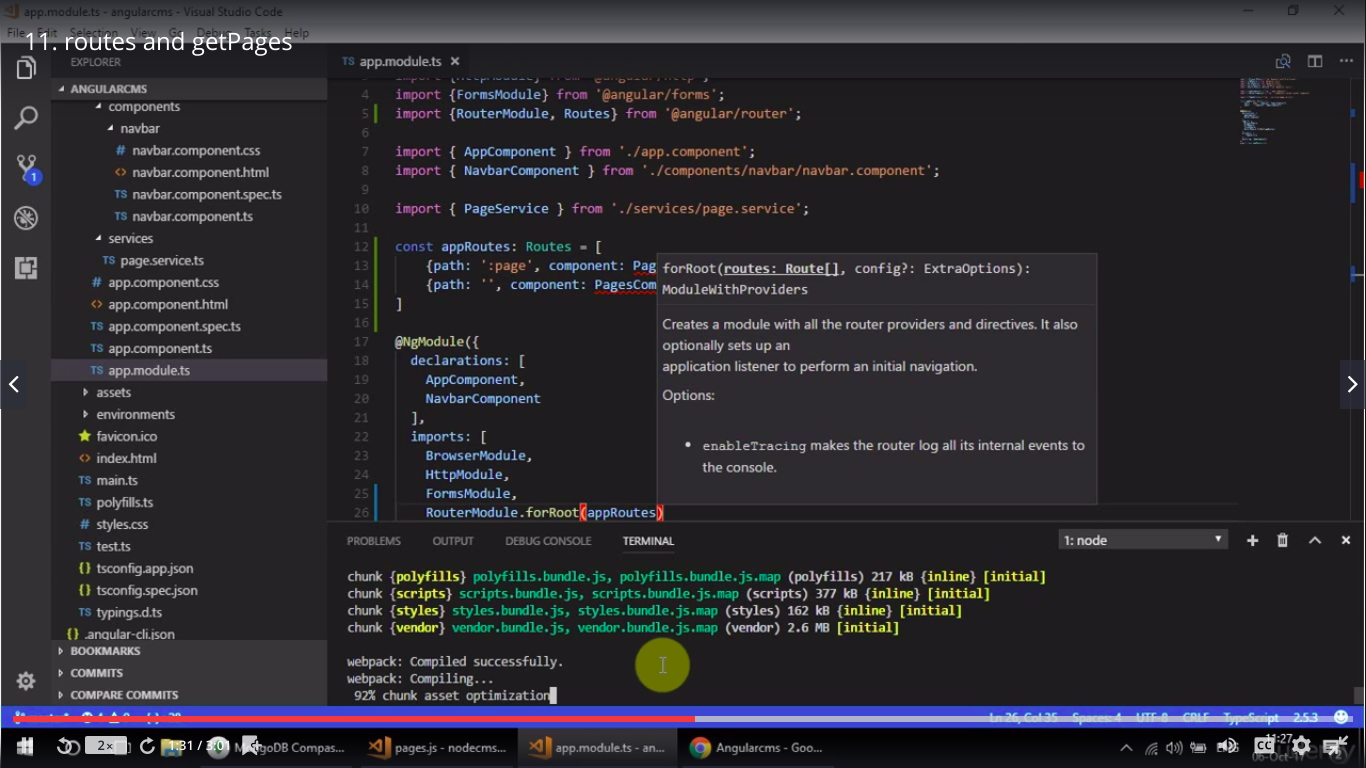 app.module.ts - angularcms - Visual Studio Code
File Edit Selection View Go Debug Tasks Help
11. routes and getPages
EXPLORER
ANGULARCMS
components
navbar
# navbar.component.css
<> navbar.component.html
TS navbar.component.spec.ts
TS navbar.component.ts
services
TS page.service.ts
# app.component.css
<> app.component.html
TS app.component.spec.ts
TS app.component.ts
TS app.module.ts
assets
environments
favicon.ico
<> index.html
TS main.ts
TS polyfills.ts
# styles.css
TS test.ts
{} tsconfig.app.json
{} tsconfig.spec.json
TS typings.d.ts
{} .angular-cli.json
BOOKMARKS
COMMITS
COMPARE COMMITS
1
TS app.module.ts ×
import {HttpModule} from '@angular/http';
4 import {FormsModule} from '@angular/forms';
5 import {RouterModule, Routes} from '@angular/router';
6
7 import { AppComponent } from './app.component';
8 import { NavbarComponent } from './components/navbar/navbar.component';
9
10 import { PageService } from './services/page.service';
11
12 const appRoutes: Routes = [
13 {path: ':page', component: Pag
14 {path: '', component: PagesCom
15 ]
16
17 @NgModule({
18 declarations: [
19 AppComponent,
20 NavbarComponent
21 ],
22 imports: [
23 BrowserModule,
24 HttpModule,
25 FormsModule,
26 RouterModule.forRoot(appRoutes)
forRoot(routes: Route[], config?: ExtraOptions):
ModuleWithProviders
Creates a module with all the router providers and directives. It also
optionally sets up an
application listener to perform an initial navigation.
Options:
• enableTracing makes the router log all its internal events to
the console.
PROBLEMS OUTPUT DEBUG CONSOLE TERMINAL 1: node
chunk {polyfills} polyfills.bundle.js, polyfills.bundle.js.map (polyfills) 217 kB {inline} [initial]
chunk {scripts} scripts.bundle.js, scripts.bundle.js.map (scripts) 377 kB {inline} [initial]
chunk {styles} styles.bundle.js, styles.bundle.js.map (styles) 162 kB {inline} [initial]
chunk {vendor} vendor.bundle.js, vendor.bundle.js.map (vendor) 2.6 MB [initial]
webpack: Compiled successfully.
webpack: Compiling...
92% chunk asset optimization
Ln 26, Col 35 Spaces: 4 UTF-8 CRLF TypeScript 2.5.3
2x 1:31 / 3:01 MongoDB Compas... pages.js - nodecms... app.module.ts - an... Angularcms - Goo... CC 11:27
06-Oct-17